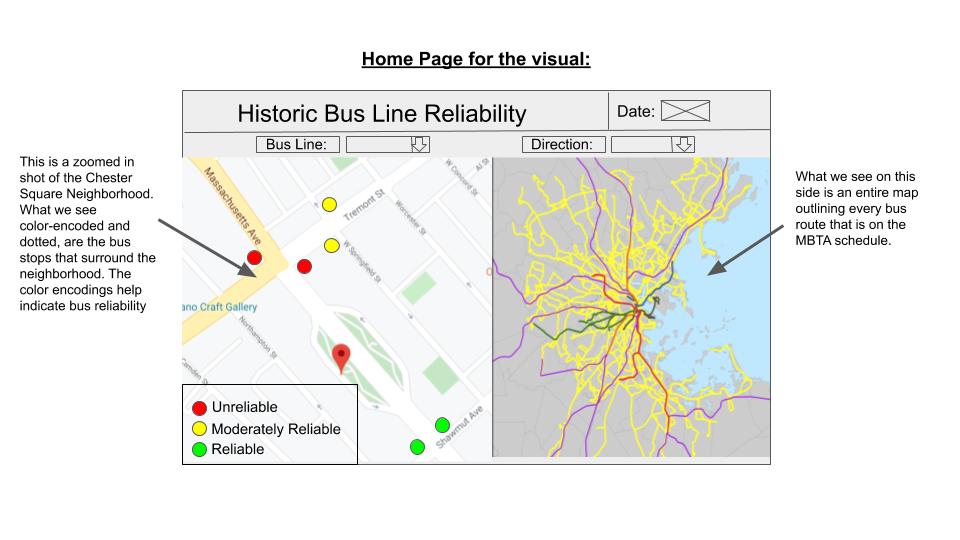 Home Page for the visual:
Historic Bus Line Reliability
Date:
Bus Line:
Direction:
This is a zoomed in
shot of the Chester
Square Neighborhood.
What we see
color-encoded and
dotted, are the bus
stops that surround the
neighborhood. The
color encodings help
indicate bus reliability
Massachusetts Ave
Tremont St
W Concord St
Worcester St
W Springfield St
ano Craft Gallery
Northampton St
Camden St
Shawmut Ave
Unreliable
Moderately Reliable
Reliable
What we see on this
side is an entire map
outlining every bus
route that is on the
MBTA schedule.